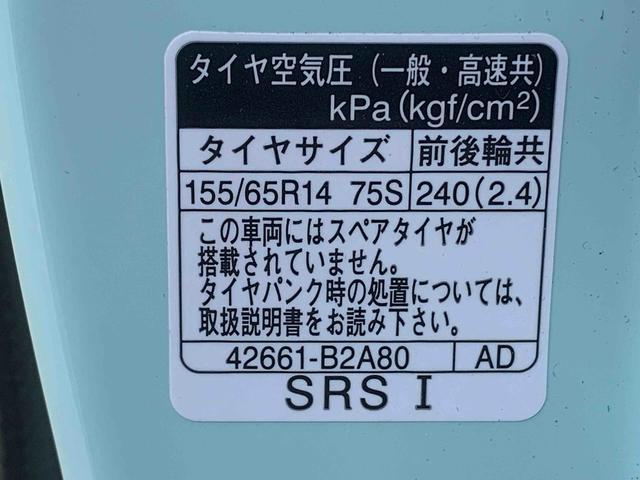 タイヤ空気圧(一般・高速共)
kPa(kgf/cm²)
タイヤサイズ 前後輪共
155/65R14 75S 240(2.4)
この車両にはスペアタイヤが
搭載されていません。
タイヤパンク時の処置については、
取扱説明書をお読み下さい。
42661-B2A80 AD
SRS I